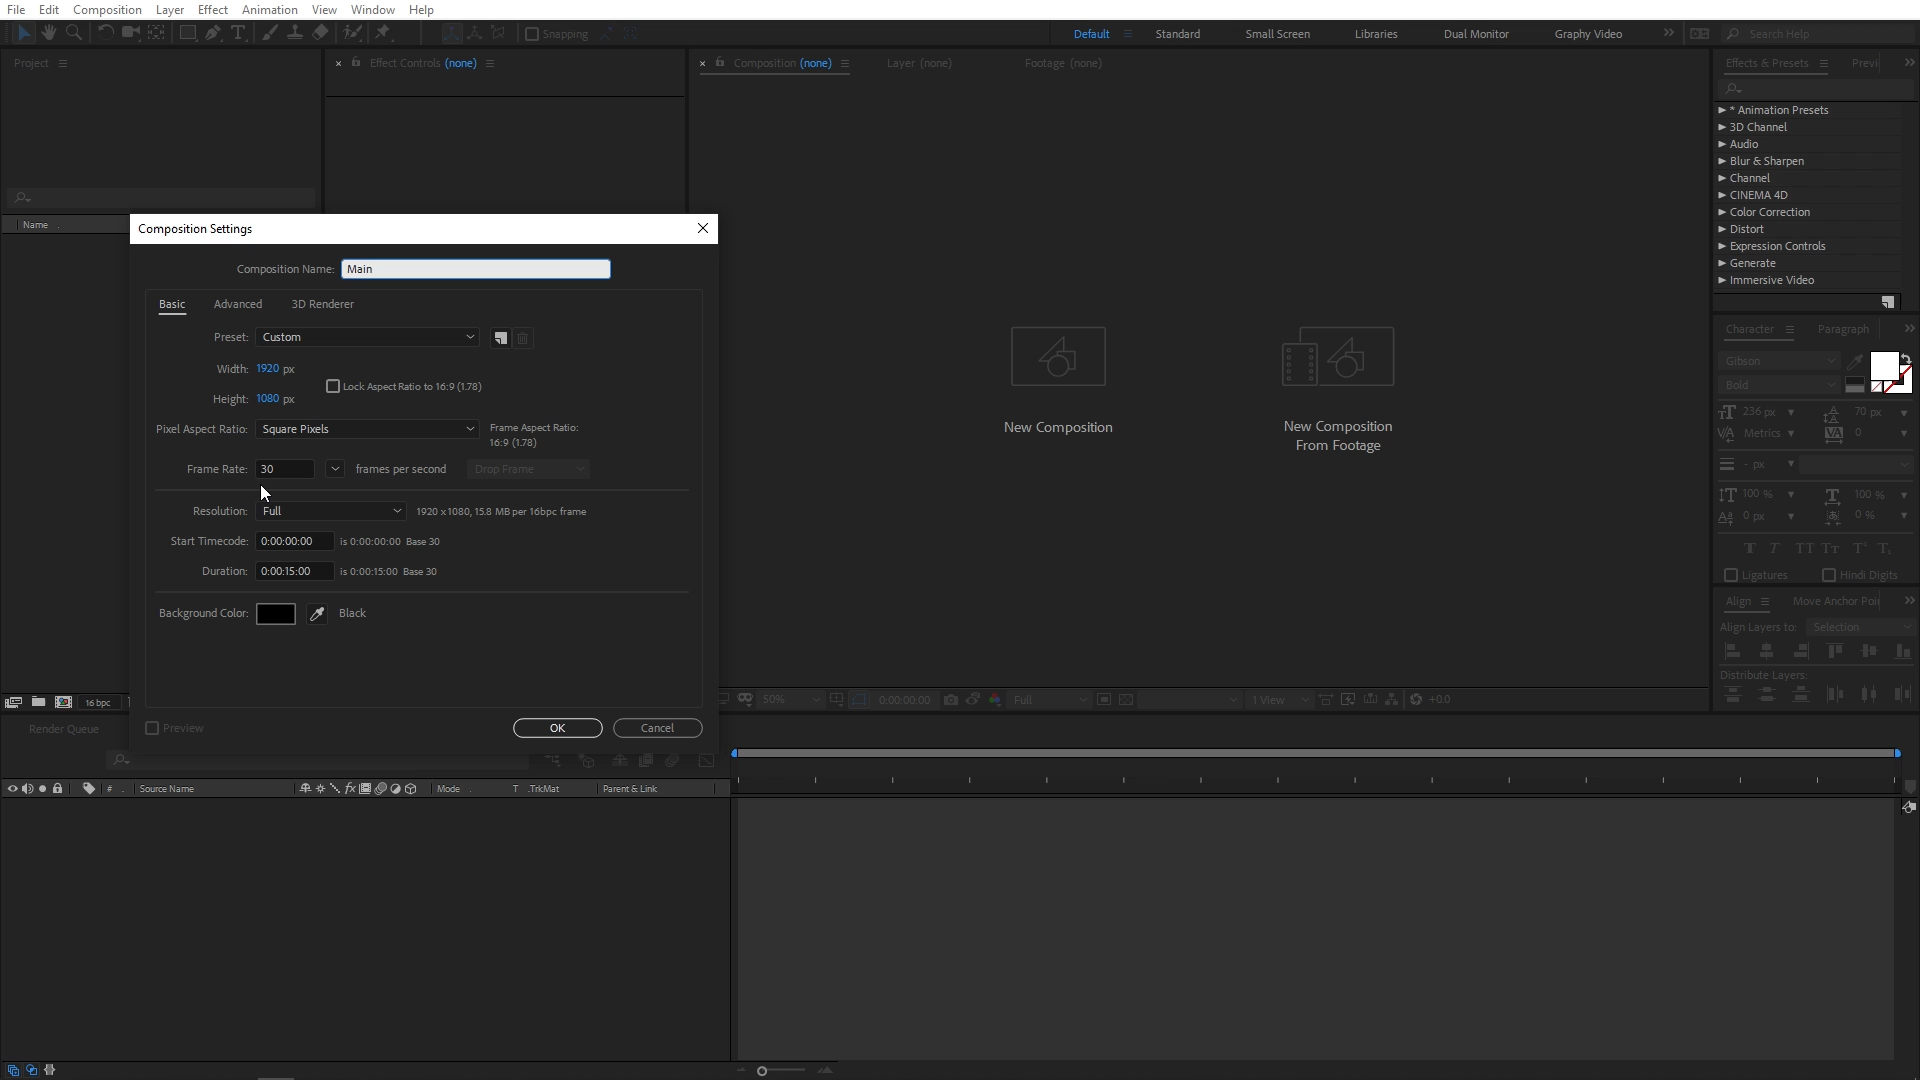 File Edit Composition Layer Effect Animation View Window Help
Snapping Default Standard Small Screen Libraries Dual Monitor Graphy Video Search Help
Project Effect Controls (none) Composition (none) Layer (none) Footage (none) Effects & Presets
* Animation Presets
3D Channel
Audio
Blur & Sharpen
Channel
CINEMA 4D
Color Correction
Distort
Expression Controls
Generate
Immersive Video
Name
Composition Settings
Composition Name: Main
Basic Advanced 3D Renderer
Preset: Custom
Width: 1920 px
Lock Aspect Ratio to 16:9 (1.78)
Height: 1080 px
Pixel Aspect Ratio: Square Pixels Frame Aspect Ratio:
16:9 (1.78)
Frame Rate: 30 frames per second Drop Frame
Resolution: Full 1920 x 1080, 15.8 MB per 16bpc frame
Start Timecode: 0:00:00:00 is 0:00:00:00 Base 30
Duration: 0:00:15:00 is 0:00:15:00 Base 30
Background Color: Black
Preview OK Cancel
New Composition
New Composition
From Footage
Character Paragraph
Gibson
Bold
236 px 70 px
Metrics 0
- px
100 % 100 %
0 px 0 %
T T TT Tr T T
Ligatures Hindi Digits
Align
Align Layers to: Selection
Distribute Layers:
16 bpc 50% 0:00:00:00 Full 1 View +0.0
Render Queue
# Source Name fx Mode T .TrkMat Parent & Link